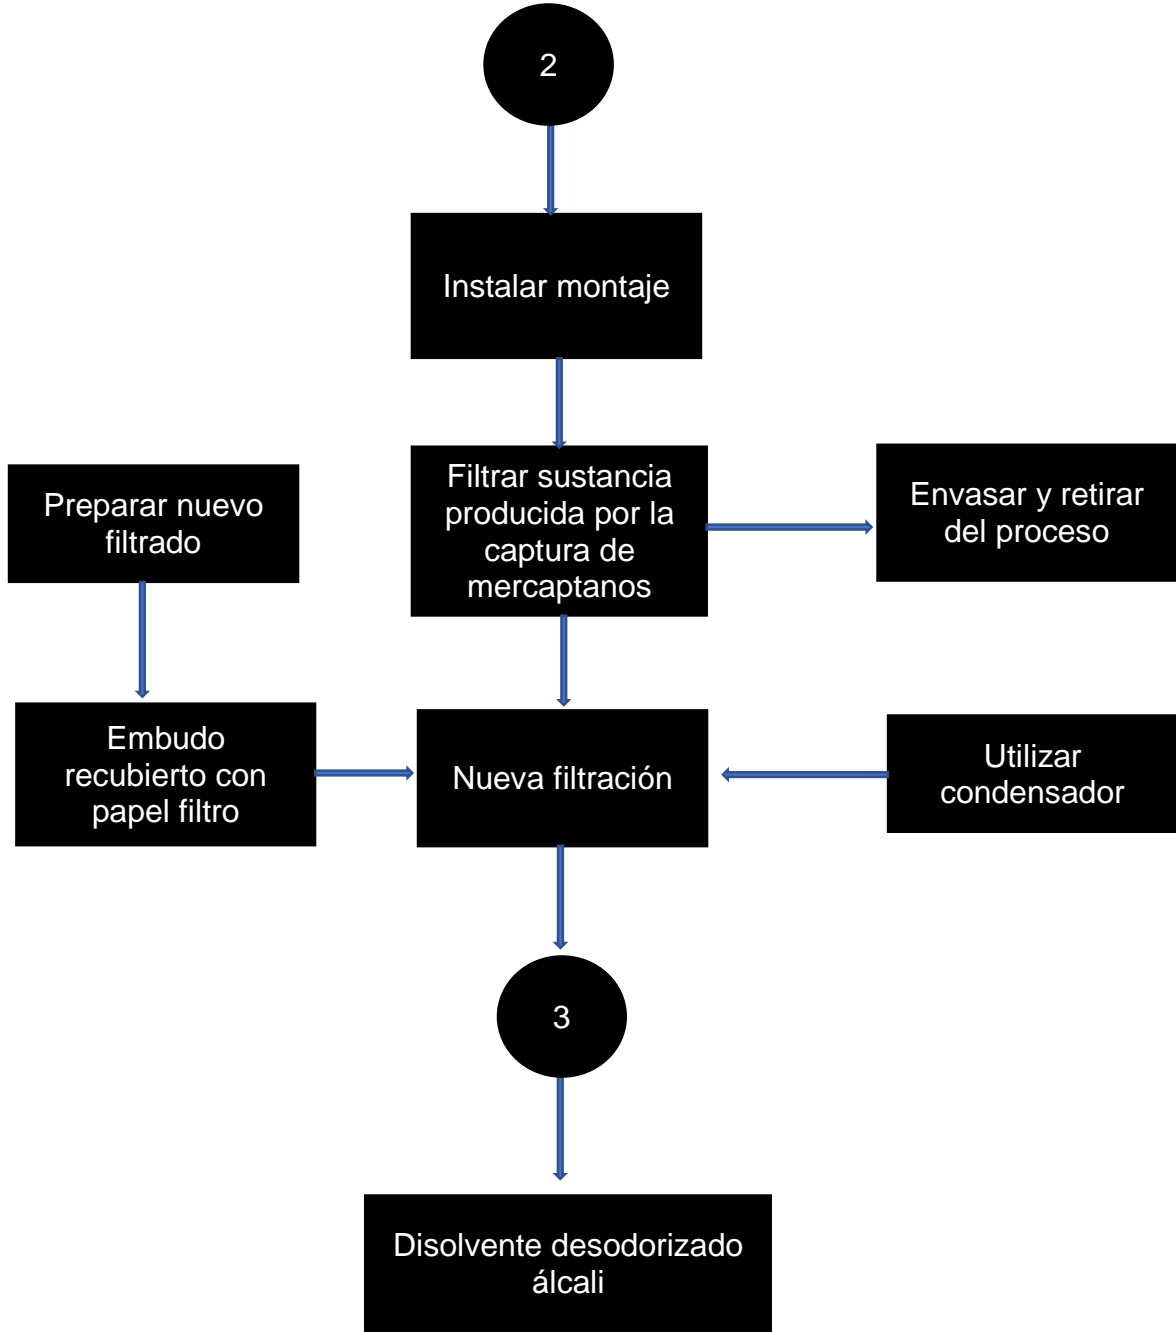 2
Instalar montaje
Filtrar sustancia
producida por la
captura de
mercaptanos
Envasar y retirar
del proceso
Preparar nuevo
filtrado
Embudo
recubierto con
papel filtro
Nueva filtración
Utilizar
condensador
3
Disolvente desodorizado
álcali